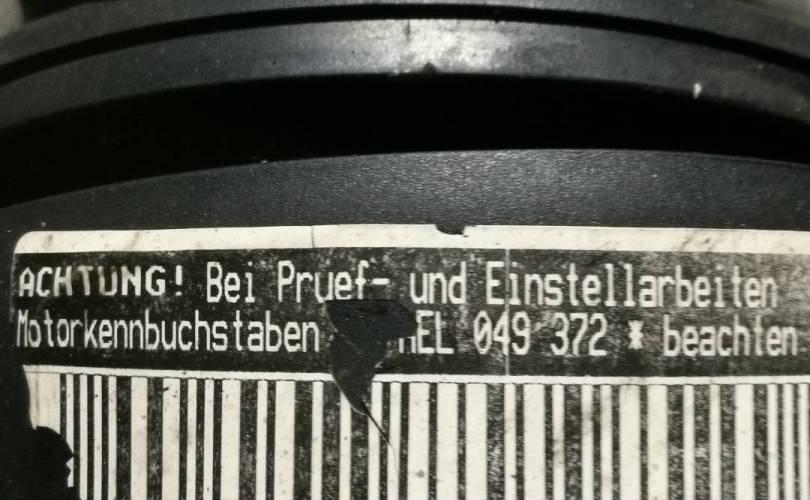 ACHTUNG! Bei Pruef- und Einstellarbeiten
Motorkennbuchstaben 049 372 * beachten